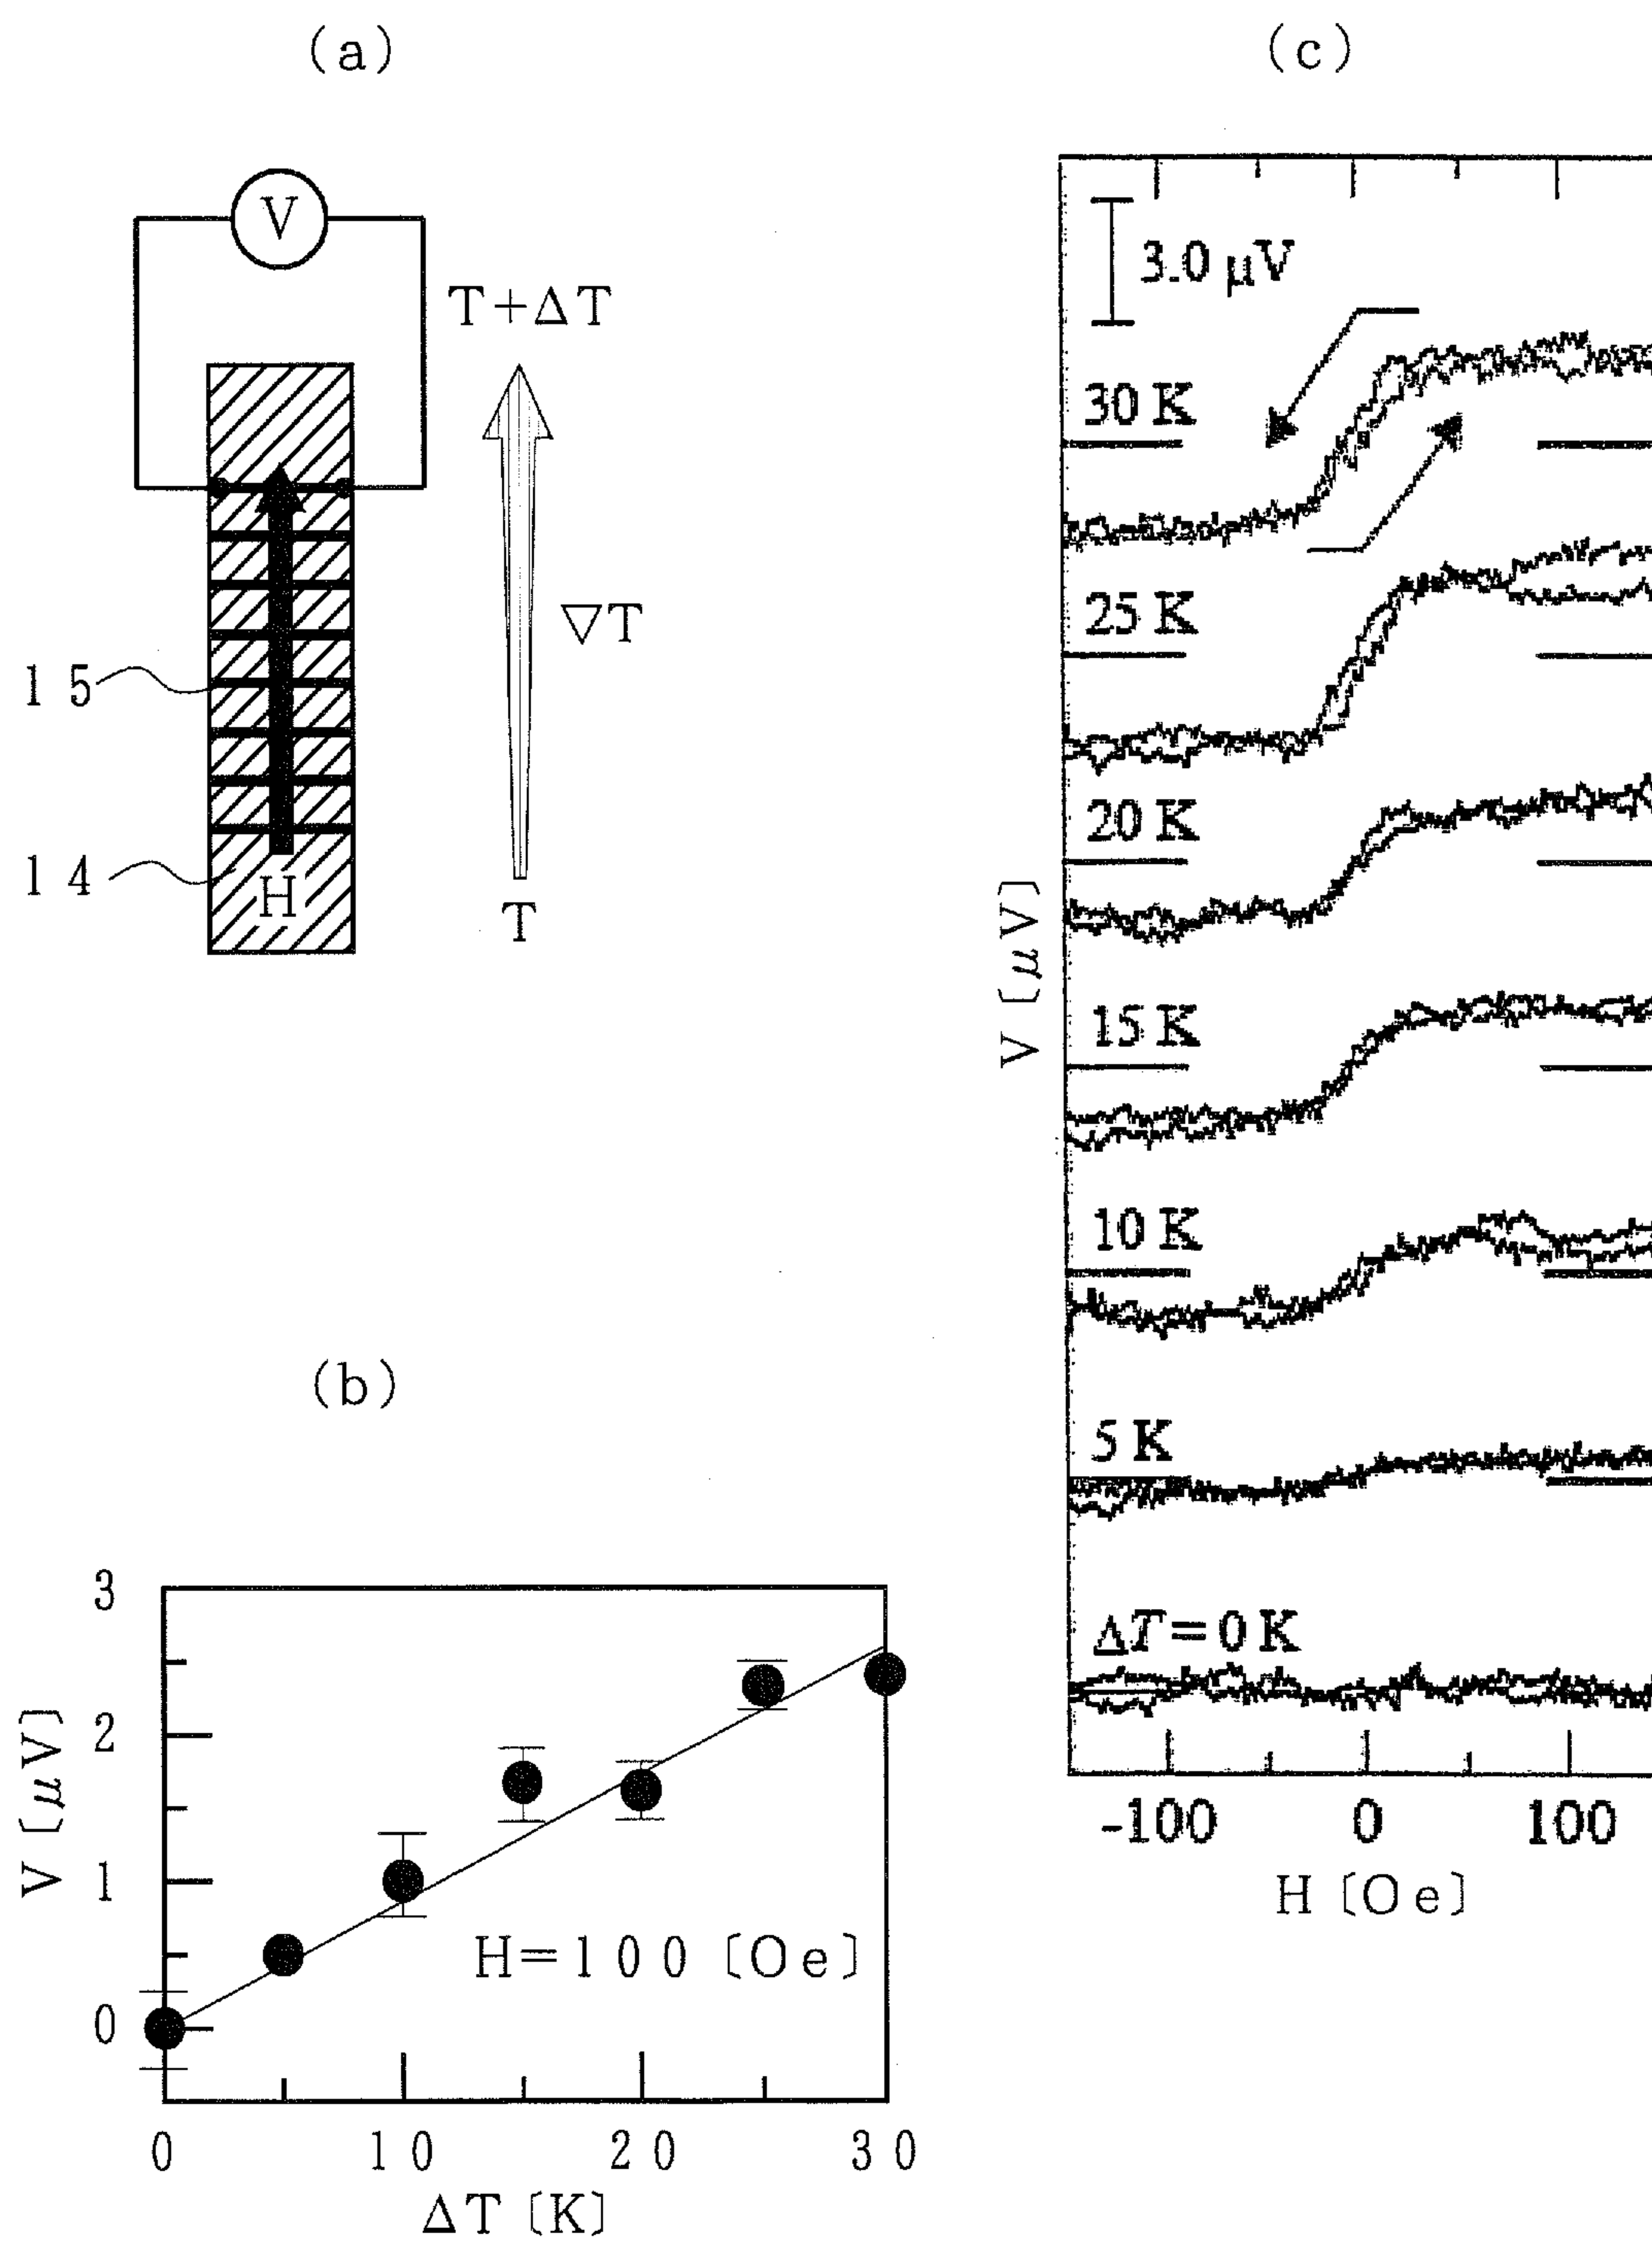 (a)
V
T+ΔT
∇T
15
14
H
T
(b)
3
2
1
0
V [μV]
H=100 [Oe]
0
10
20
30
ΔT [K]
(c)
3.0 μV
30 K
25 K
20 K
15 K
10 K
5 K
ΔT=0 K
V [μV]
-100
0
100
H [Oe]